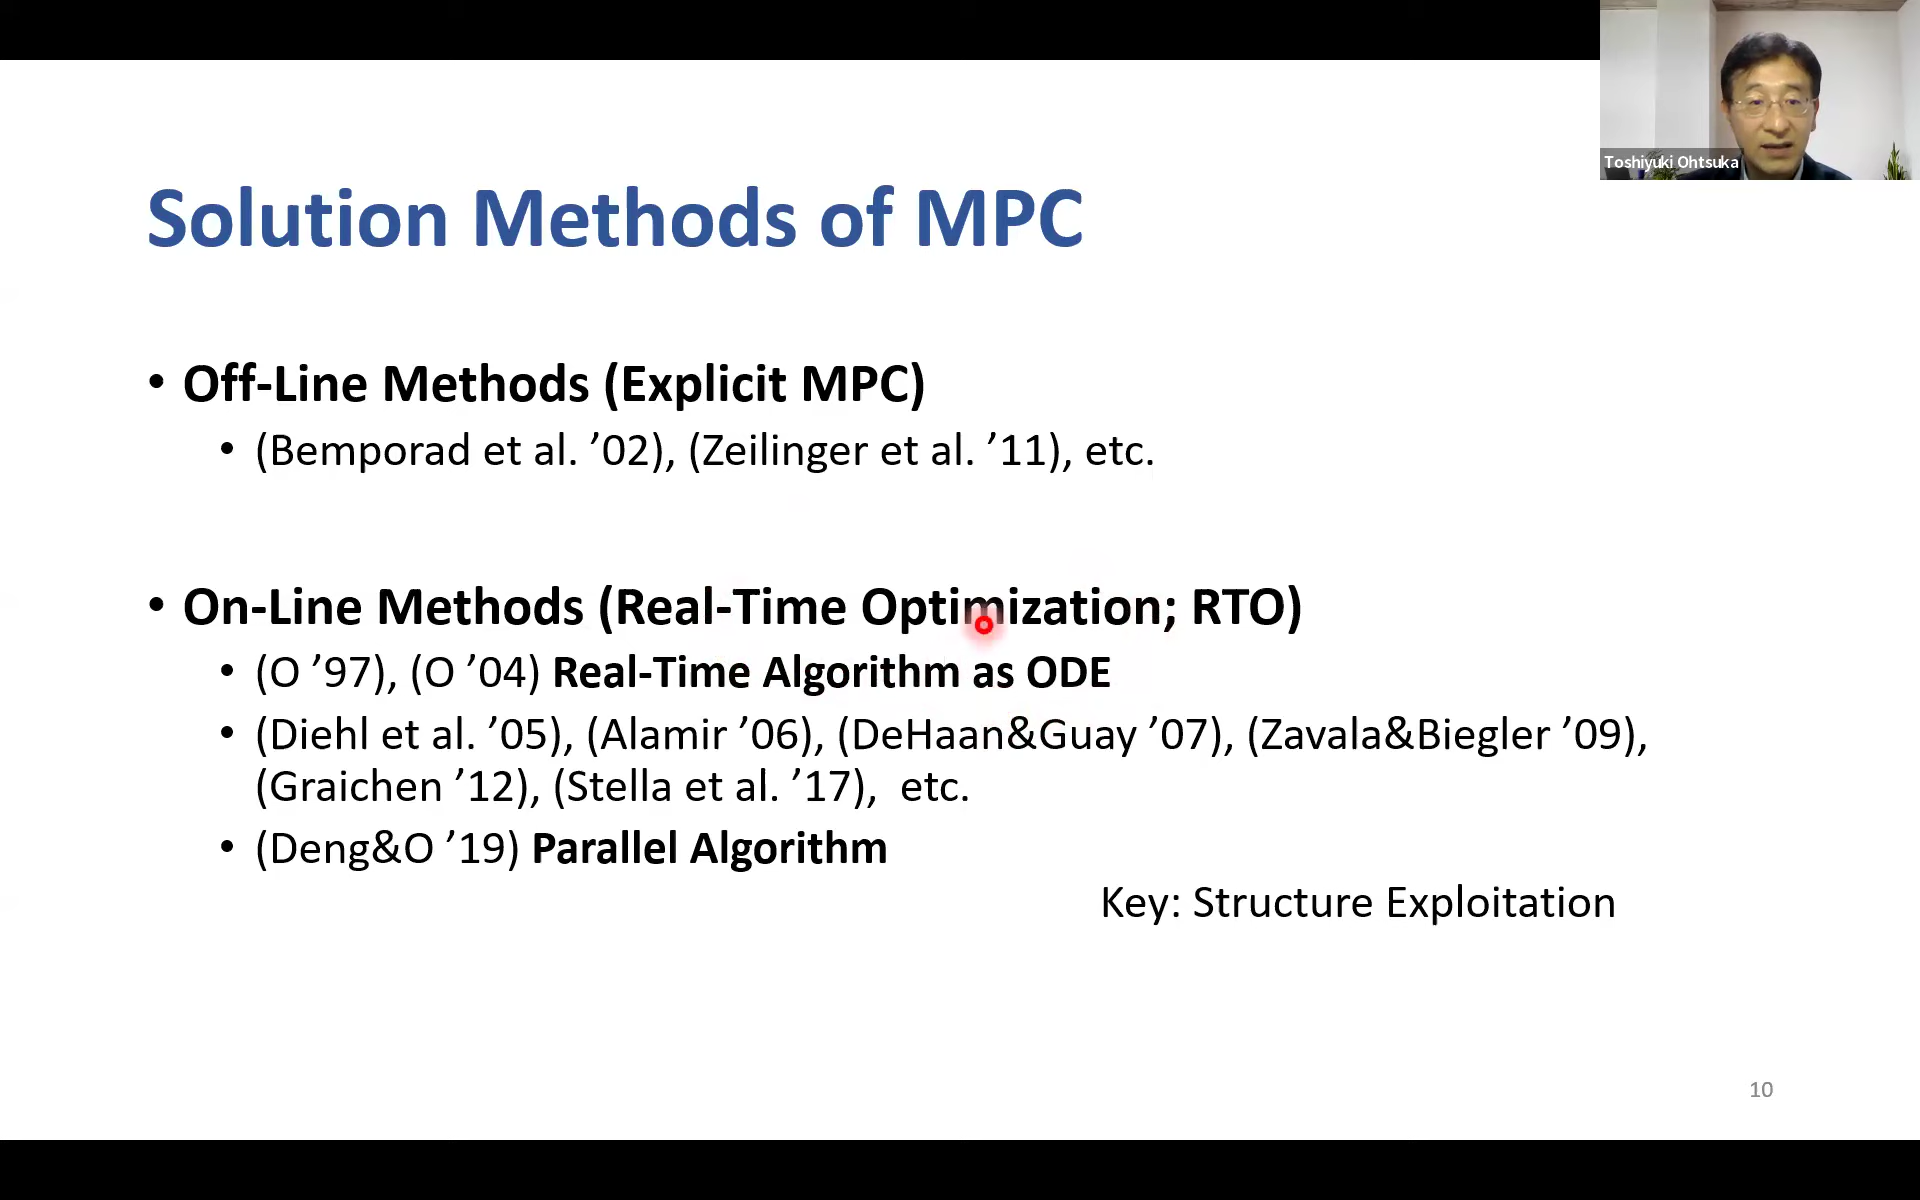 Toshiyuki Ohtsuka
Solution Methods of MPC
• Off-Line Methods (Explicit MPC)
• (Bemporad et al. ’02), (Zeilinger et al. ’11), etc.
• On-Line Methods (Real-Time Optimization; RTO)
• (O ’97), (O ’04) Real-Time Algorithm as ODE
• (Diehl et al. ’05), (Alamir ’06), (DeHaan&Guay ’07), (Zavala&Biegler ’09),
(Graichen ’12), (Stella et al. ’17), etc.
• (Deng&O ’19) Parallel Algorithm
Key: Structure Exploitation
10